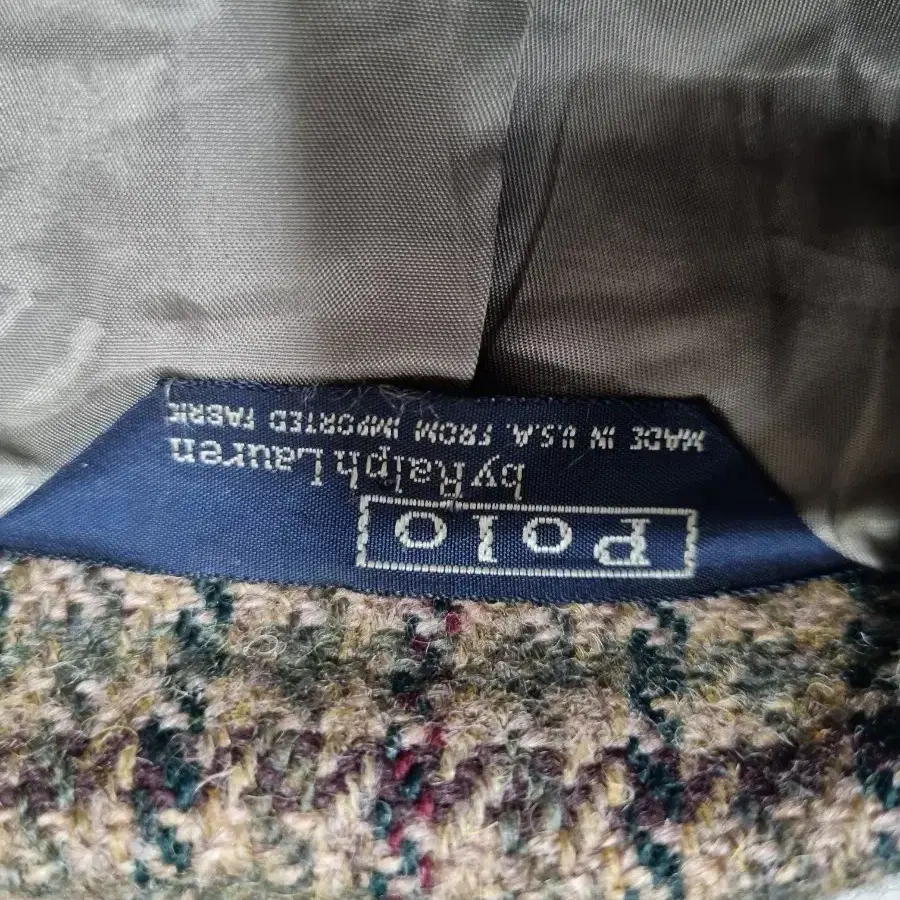 Polo
by Ralph Lauren
MADE IN U.S.A. FROM IMPORTED FABRIC